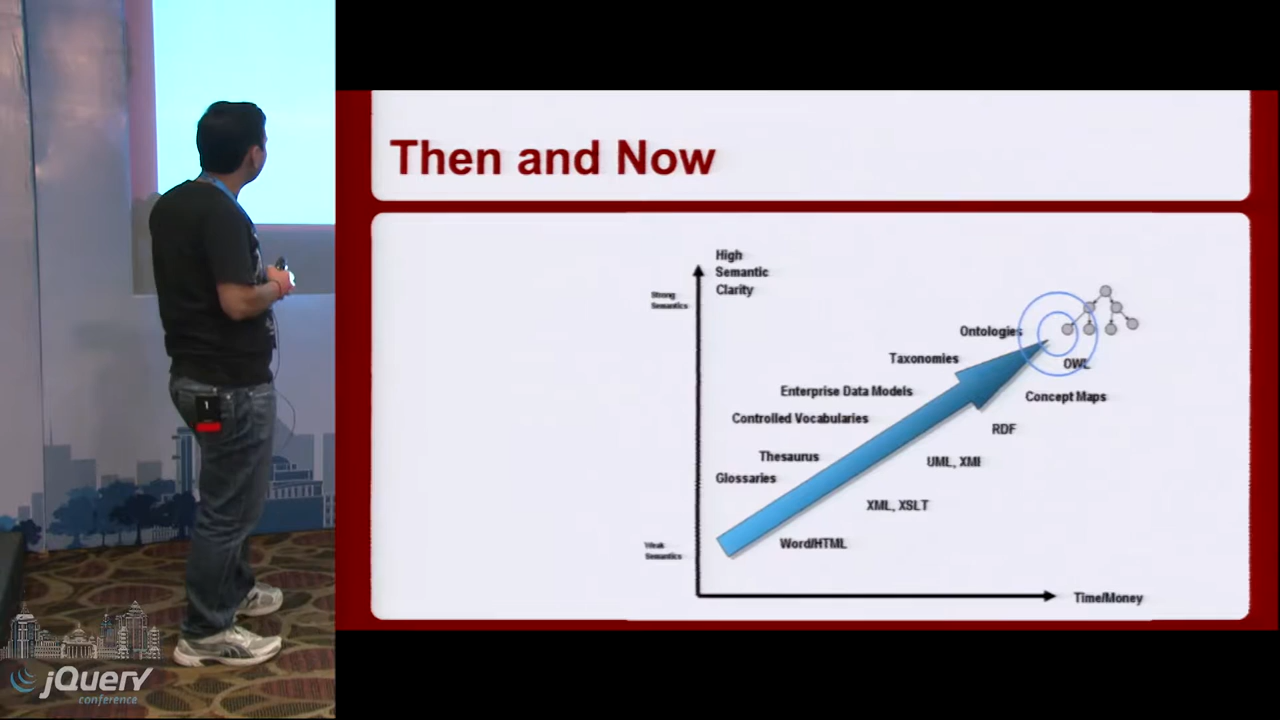 Then and Now
High
Semantic
Clarity
Strong
Semantics
Ontologies
Taxonomies
OWL
Enterprise Data Models
Concept Maps
Controlled Vocabularies
RDF
Thesaurus
UML, XMI
Glossaries
XML, XSLT
Word/HTML
Weak
Semantics
Time/Money
jQuery
conference